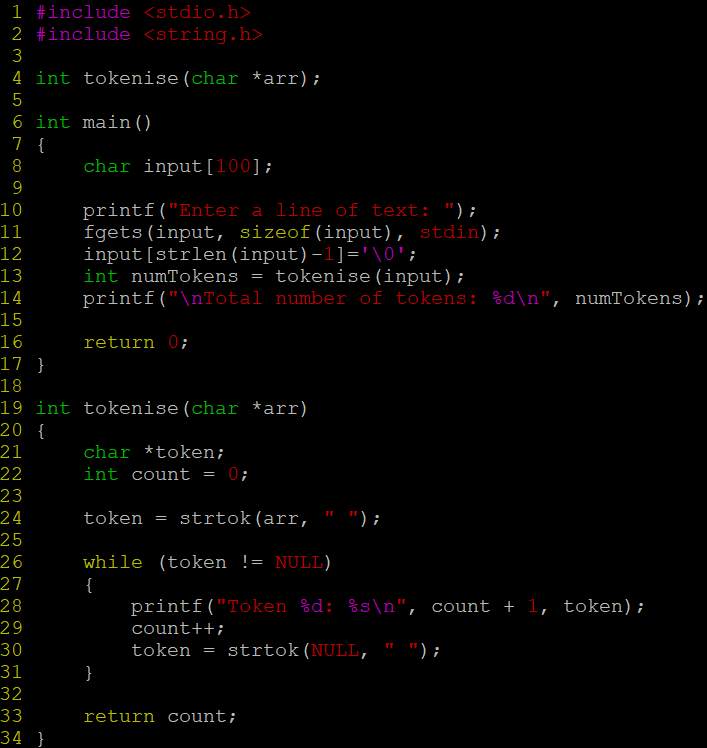 1 #include <stdio.h>
2 #include <string.h>
3
4 int tokenise(char *arr);
5
6 int main()
7 {
8     char input[100];
9
10     printf("Enter a line of text: ");
11     fgets(input, sizeof(input), stdin);
12     input[strlen(input)-1]='\0';
13     int numTokens = tokenise(input);
14     printf("\nTotal number of tokens: %d\n", numTokens);
15
16     return 0;
17 }
18
19 int tokenise(char *arr)
20 {
21     char *token;
22     int count = 0;
23
24     token = strtok(arr, " ");
25
26     while (token != NULL)
27     {
28         printf("Token %d: %s\n", count + 1, token);
29         count++;
30         token = strtok(NULL, " ");
31     }
32
33     return count;
34 }